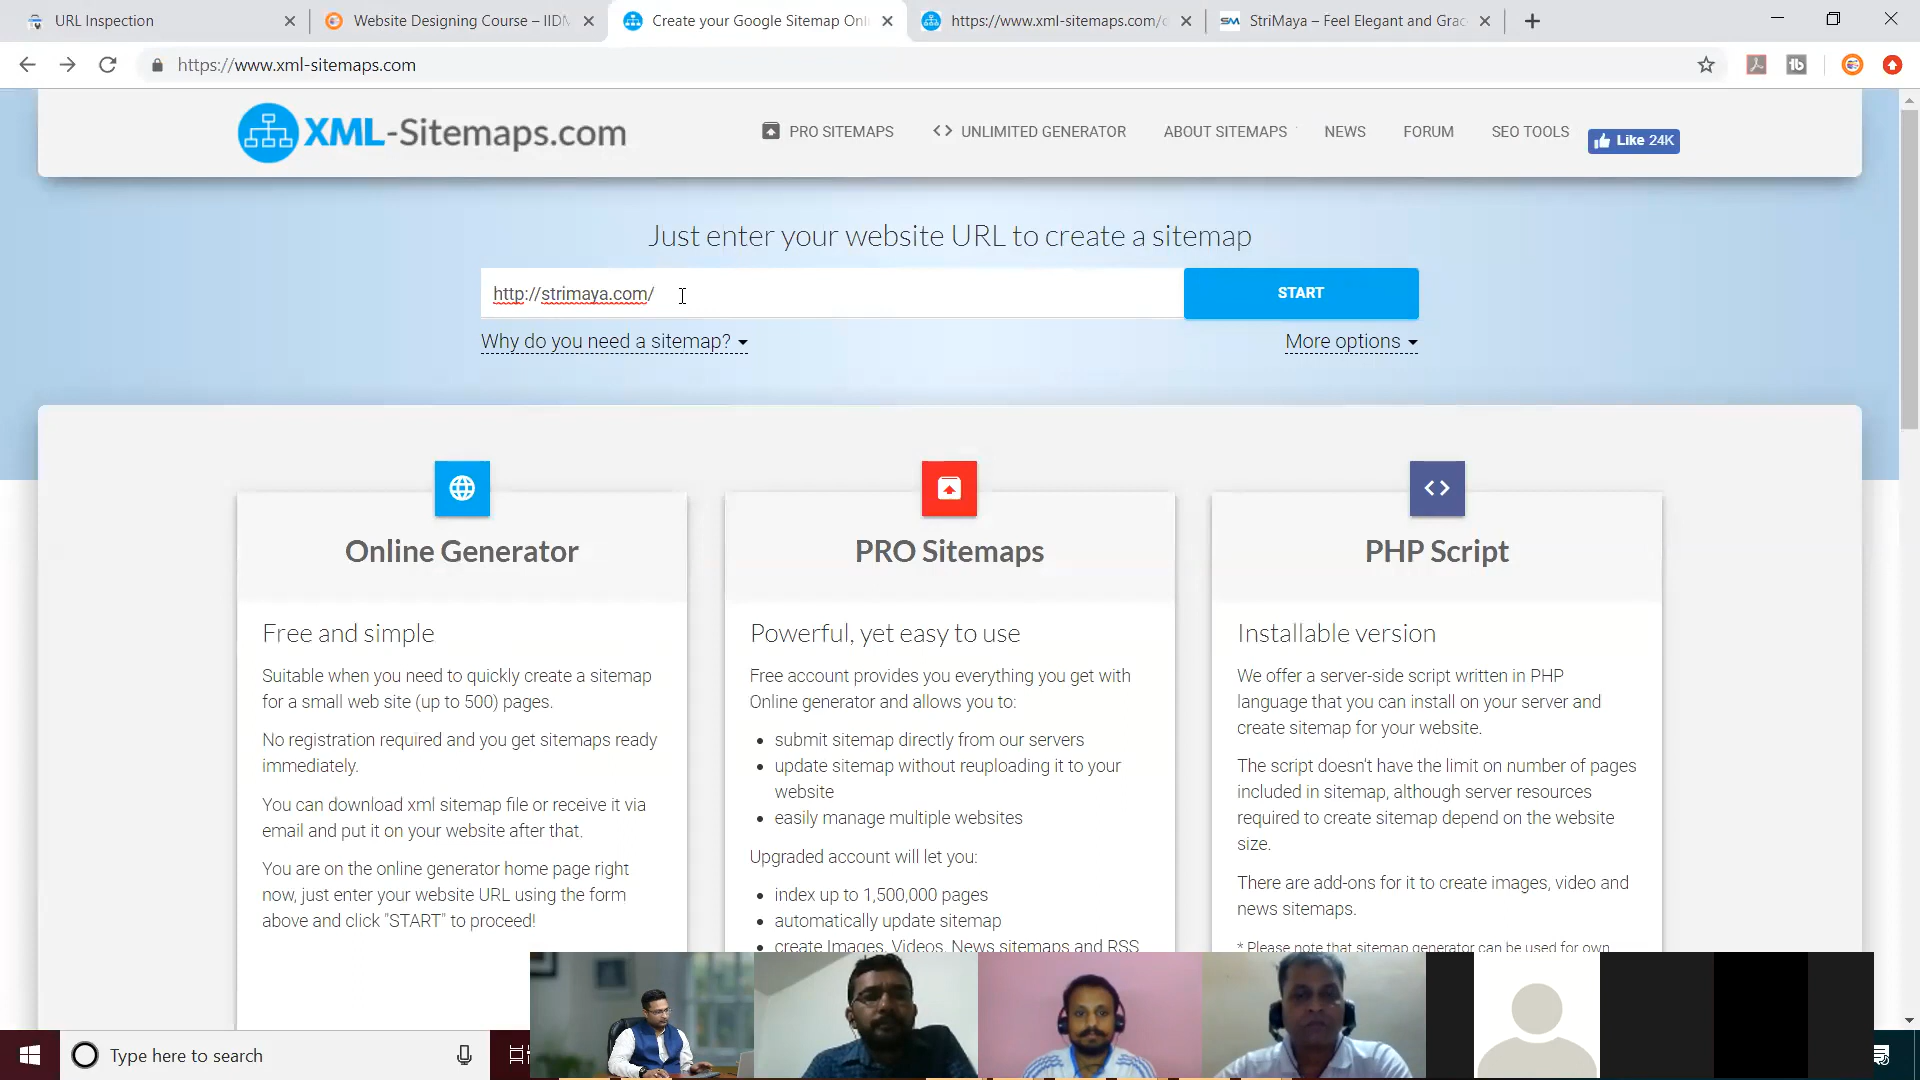 URL Inspection
Website Designing Course – IIDM
Create your Google Sitemap Onl
https://www.xml-sitemaps.com/d
SM StriMaya – Feel Elegant and Grac
https://www.xml-sitemaps.com
XML-Sitemaps.com
PRO SITEMAPS
UNLIMITED GENERATOR
ABOUT SITEMAPS
NEWS
FORUM
SEO TOOLS
Like 24K
Just enter your website URL to create a sitemap
http://strimaya.com/
START
Why do you need a sitemap?
More options
Online Generator
Free and simple
Suitable when you need to quickly create a sitemap
for a small web site (up to 500) pages.
No registration required and you get sitemaps ready
immediately.
You can download xml sitemap file or receive it via
email and put it on your website after that.
You are on the online generator home page right
now, just enter your website URL using the form
above and click "START" to proceed!
PRO Sitemaps
Powerful, yet easy to use
Free account provides you everything you get with
Online generator and allows you to:
• submit sitemap directly from our servers
• update sitemap without reuploading it to your
website
• easily manage multiple websites
Upgraded account will let you:
• index up to 1,500,000 pages
• automatically update sitemap
• create Images, Videos, News sitemaps and RSS
PHP Script
Installable version
We offer a server-side script written in PHP
language that you can install on your server and
create sitemap for your website.
The script doesn't have the limit on number of pages
included in sitemap, although server resources
required to create sitemap depend on the website
size.
There are add-ons for it to create images, video and
news sitemaps.
* Please note that sitemap generator can be used for own
Type here to search